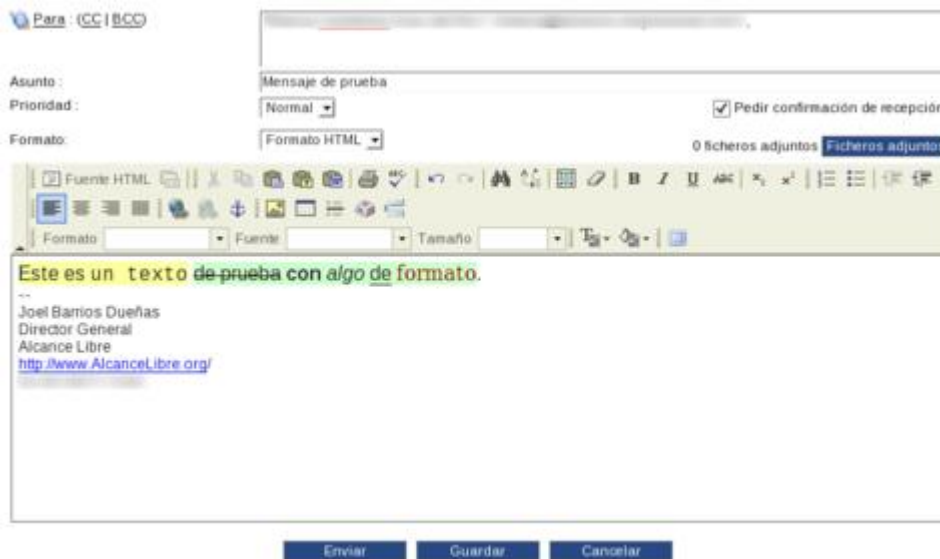 Para : (CC | BCC)
Asunto : Mensaje de prueba
Prioridad : Normal Pedir confirmación de recepción
Formato: Formato HTML 0 ficheros adjuntos Ficheros adjuntos
Fuente HTML
Formato Fuente Tamaño
Este es un texto de prueba con algo de formato.
--
Joel Barrios Dueñas
Director General
Alcance Libre
http://www.AlcanceLibre.org/
Enviar Guardar Cancelar